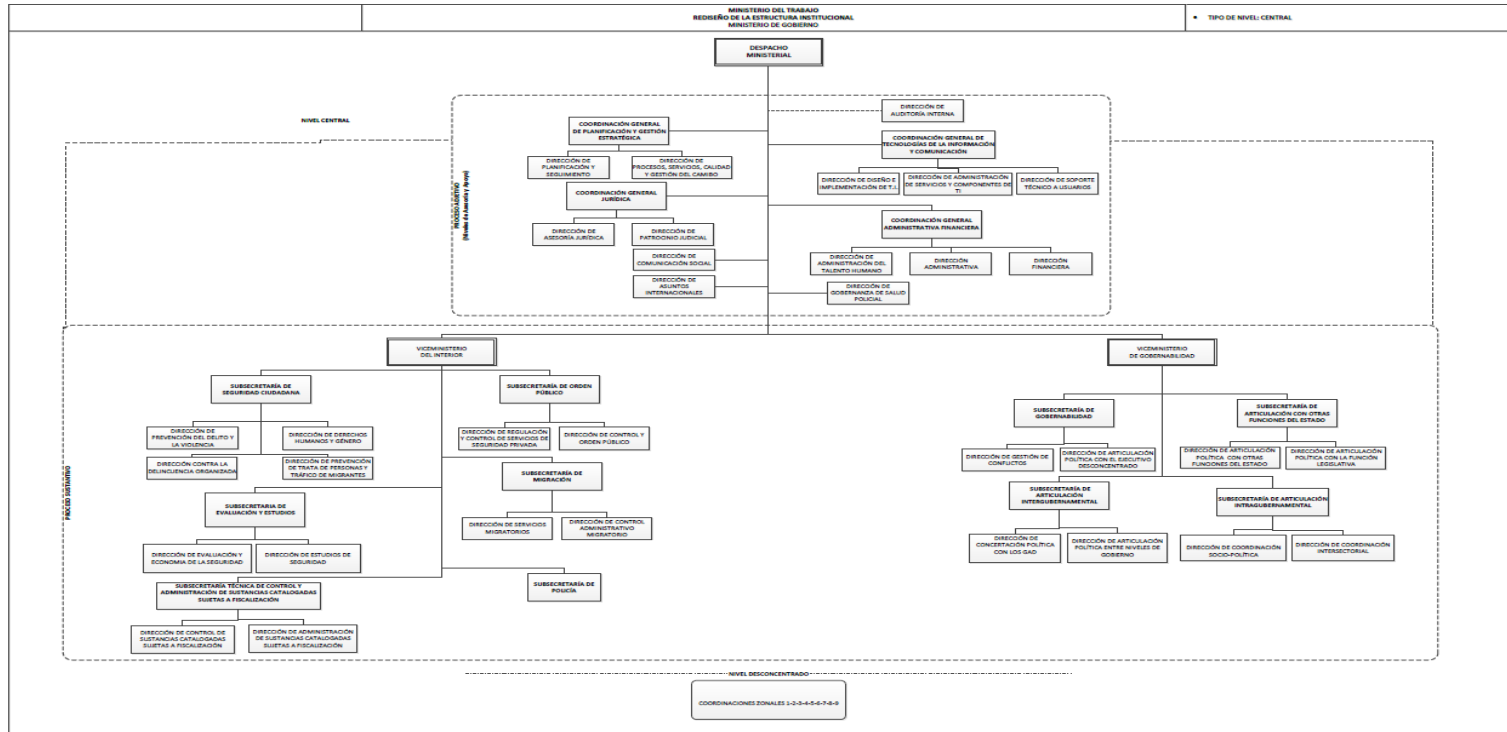 MINISTERIO DEL TRABAJO
REDISEÑO DE LA ESTRUCTURA INSTITUCIONAL
MINISTERIO DE GOBIERNO
• TIPO DE NIVEL: CENTRAL
DESPACHO
MINISTERIAL
NIVEL CENTRAL
PROCESO ADJETIVO
(Niveles de Asesoría y Apoyo)
DIRECCIÓN DE
AUDITORÍA INTERNA
COORDINACIÓN GENERAL
DE PLANIFICACIÓN Y GESTIÓN
ESTRATÉGICA
COORDINACIÓN GENERAL DE
TECNOLOGÍAS DE LA INFORMACIÓN
Y COMUNICACIÓN
DIRECCIÓN DE
PLANIFICACIÓN Y
SEGUIMIENTO
DIRECCIÓN DE
PROCESOS, SERVICIOS, CALIDAD
Y GESTIÓN DEL CAMIBO
DIRECCIÓN DE DISEÑO E
IMPLEMENTACIÓN DE T.I.
DIRECCIÓN DE ADMINISTRACIÓN
DE SERVICIOS Y COMPONENTES DE
TI
DIRECCIÓN DE SOPORTE
TÉCNICO A USUARIOS
COORDINACIÓN GENERAL
JURÍDICA
COORDINACIÓN GENERAL
ADMINISTRATIVA FINANCIERA
DIRECCIÓN DE
ASESORÍA JURÍDICA
DIRECCIÓN DE
PATROCINIO JUDICIAL
DIRECCIÓN DE
COMUNICACIÓN SOCIAL
DIRECCIÓN DE
ADMINISTRACIÓN DEL
TALENTO HUMANO
DIRECCIÓN
ADMINISTRATIVA
DIRECCIÓN
FINANCIERA
DIRECCIÓN DE
ASUNTOS
INTERNACIONALES
DIRECCIÓN DE
GOBERNANZA DE SALUD
POLICIAL
PROCESO SUSTANTIVO
VICEMINISTERIO
DEL INTERIOR
VICEMINISTERIO
DE GOBERNABILIDAD
SUBSECRETARÍA DE
SEGURIDAD CIUDADANA
SUBSECRETARÍA DE ORDEN
PÚBLICO
DIRECCIÓN DE
PREVENCIÓN DEL DELITO Y
LA VIOLENCIA
DIRECCIÓN DE DERECHOS
HUMANOS Y GÉNERO
DIRECCIÓN DE REGULACIÓN
Y CONTROL DE SERVICIOS DE
SEGURIDAD PRIVADA
DIRECCIÓN DE CONTROL Y
ORDEN PÚBLICO
DIRECCIÓN CONTRA LA
DELINCUENCIA ORGANIZADA
DIRECCIÓN DE PREVENCIÓN
DE TRATA DE PERSONAS Y
TRÁFICO DE MIGRANTES
SUBSECRETARÍA DE
MIGRACIÓN
SUBSECRETARIA DE
EVALUACIÓN Y ESTUDIOS
DIRECCIÓN DE SERVICIOS
MIGRATORIOS
DIRECCIÓN DE CONTROL
ADMINISTRATIVO
MIGRATORIO
DIRECCIÓN DE EVALUACIÓN Y
ECONOMIA DE LA SEGURIDAD
DIRECCIÓN DE ESTUDIOS DE
SEGURIDAD
SUBSECRETARÍA TÉCNICA DE CONTROL Y
ADMINISTRACIÓN DE SUSTANCIAS CATALOGADAS
SUJETAS A FISCALIZACIÓN
SUBSECRETARÍA DE
POLICÍA
DIRECCIÓN DE CONTROL DE
SUSTANCIAS CATALOGADAS
SUJETAS A FISCALIZACIÓN
DIRECCIÓN DE ADMINISTRACIÓN
DE SUSTANCIAS CATALOGADAS
SUJETAS A FISCALIZACIÓN
SUBSECRETARÍA DE
GOBERNABILIDAD
SUBSECRETARÍA DE
ARTICULACIÓN CON OTRAS
FUNCIONES DEL ESTADO
DIRECCIÓN DE GESTIÓN DE
CONFLICTOS
DIRECCIÓN DE ARTICULACIÓN
POLÍTICA CON EL EJECUTIVO
DESCONCENTRADO
DIRECCIÓN DE ARTICULACIÓN
POLÍTICA CON OTRAS
FUNCIONES DEL ESTADO
DIRECCIÓN DE ARTICULACIÓN
POLÍTICA CON LA FUNCIÓN
LEGISLATIVA
SUBSECRETARÍA DE
ARTICULACIÓN
INTERGUBERNAMENTAL
SUBSECRETARÍA DE ARTICULACIÓN
INTRAGUBERNAMENTAL
DIRECCIÓN DE
CONCERTACIÓN POLÍTICA
CON LOS GAD
DIRECCIÓN DE ARTICULACIÓN
POLÍTICA ENTRE NIVELES DE
GOBIERNO
DIRECCIÓN DE COORDINACIÓN
SOCIO-POLÍTICA
DIRECCIÓN DE COORDINACIÓN
INTERSECTORIAL
NIVEL DESCONCENTRADO
COORDINACIONES ZONALES 1-2-3-4-5-6-7-8-9